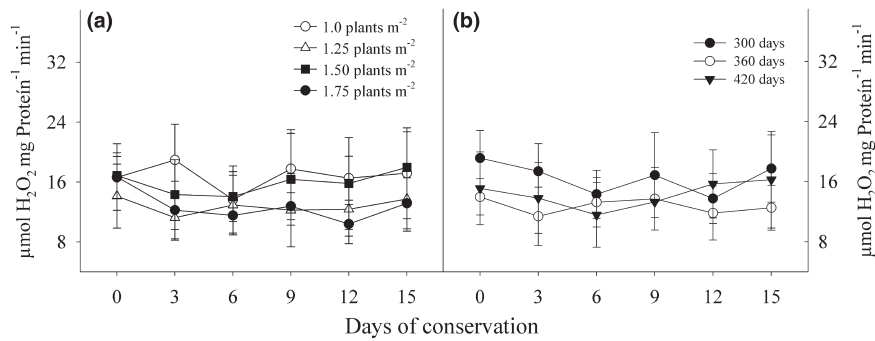 (a)
1.0 plants m⁻²
1.25 plants m⁻²
1.50 plants m⁻²
1.75 plants m⁻²
µmol H₂O₂ mg Proteín⁻¹ min⁻¹
32
24
16
8
0 3 6 9 12 15
(b)
300 days
360 days
420 days
32
24
16
8
µmol H₂O₂ mg Proteín⁻¹ min⁻¹
0 3 6 9 12 15
Days of conservation